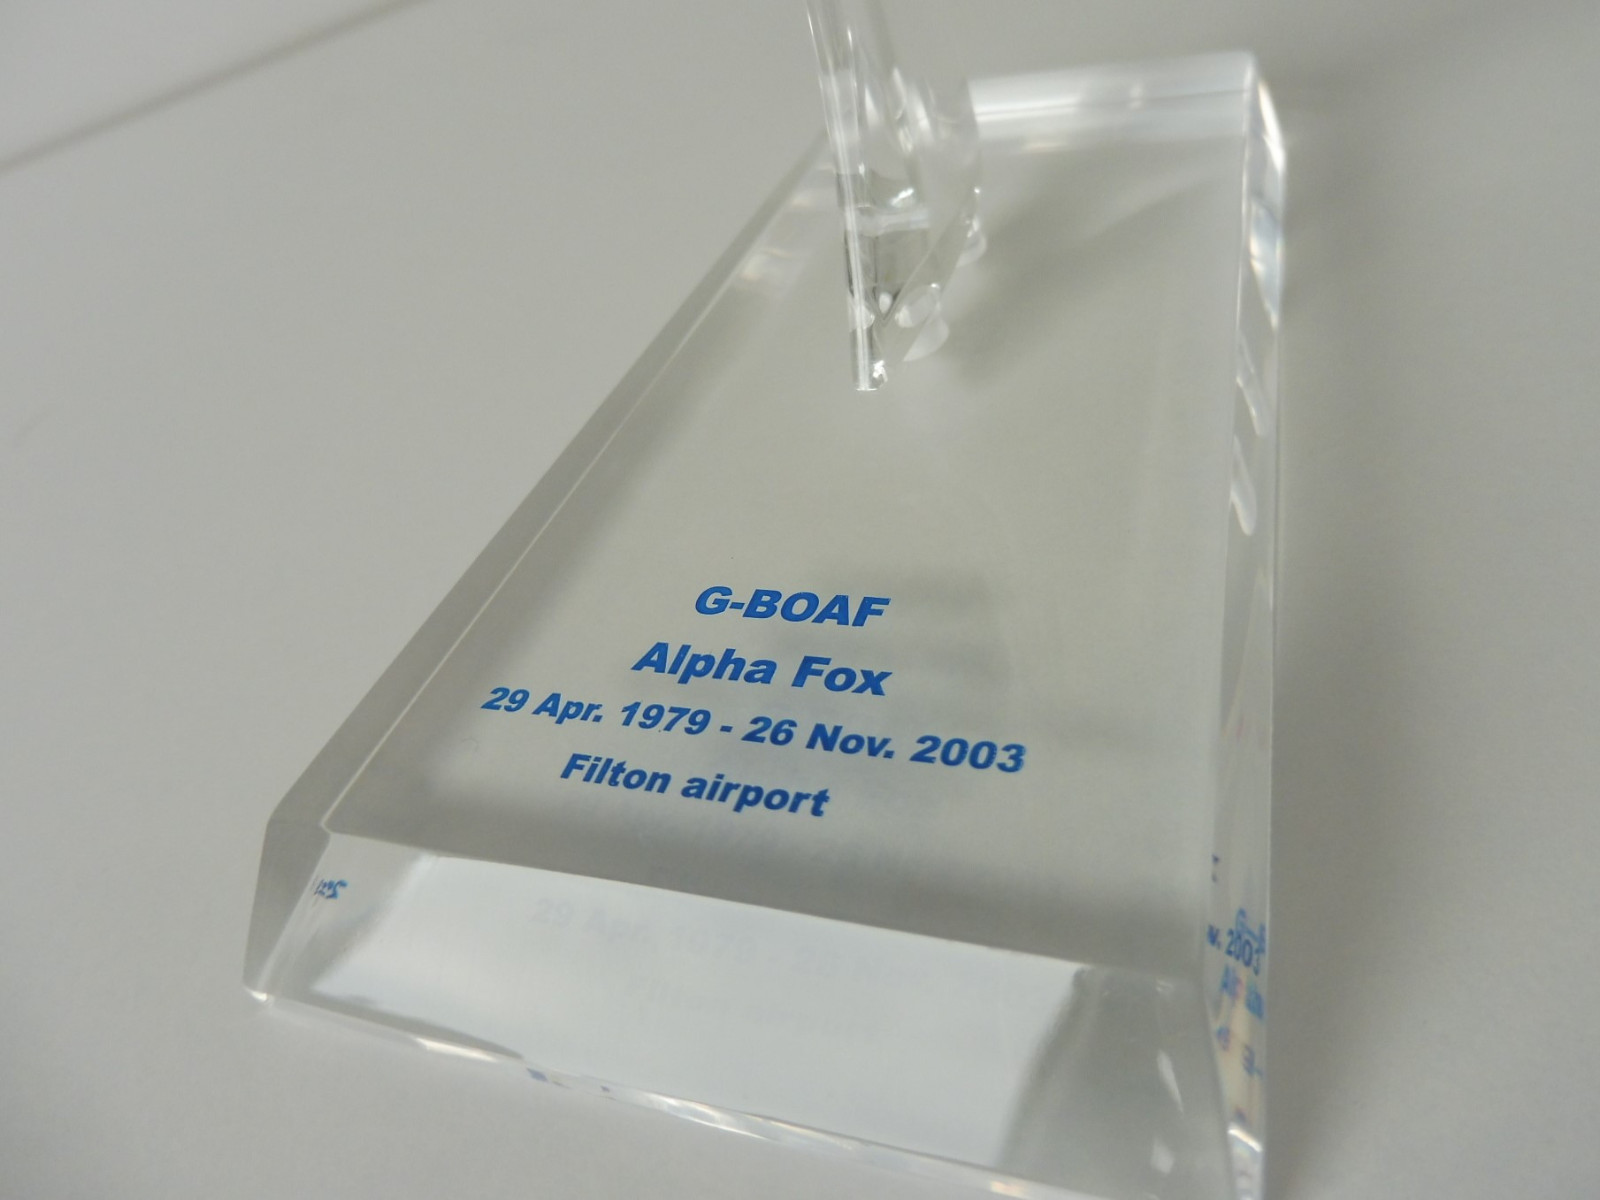 G-BOAF
Alpha Fox
29 Apr. 1979 - 26 Nov. 2003
Filton airport